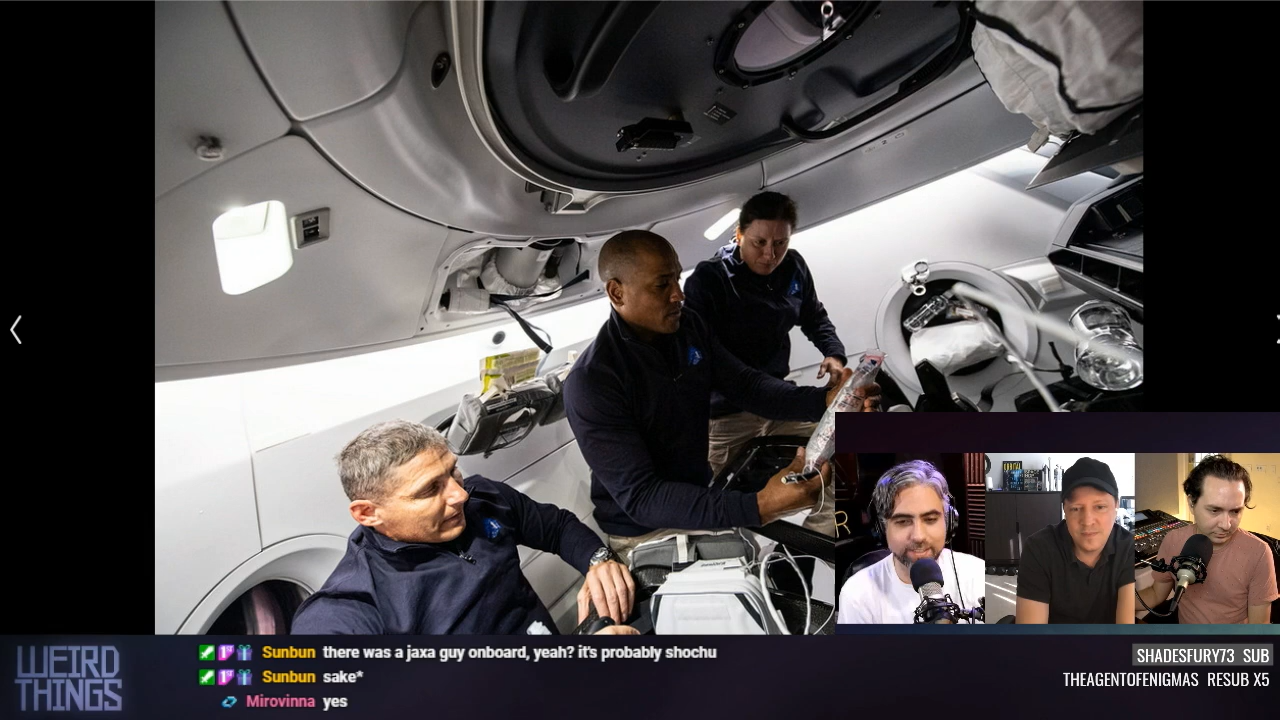 WEIRD
THINGS
Sunbun there was a jaxa guy onboard, yeah? it's probably shochu
Sunbun sake*
Mirovinna yes
SHADESFURY73 SUB
THEAGENTOFENIGMAS RESUB X5